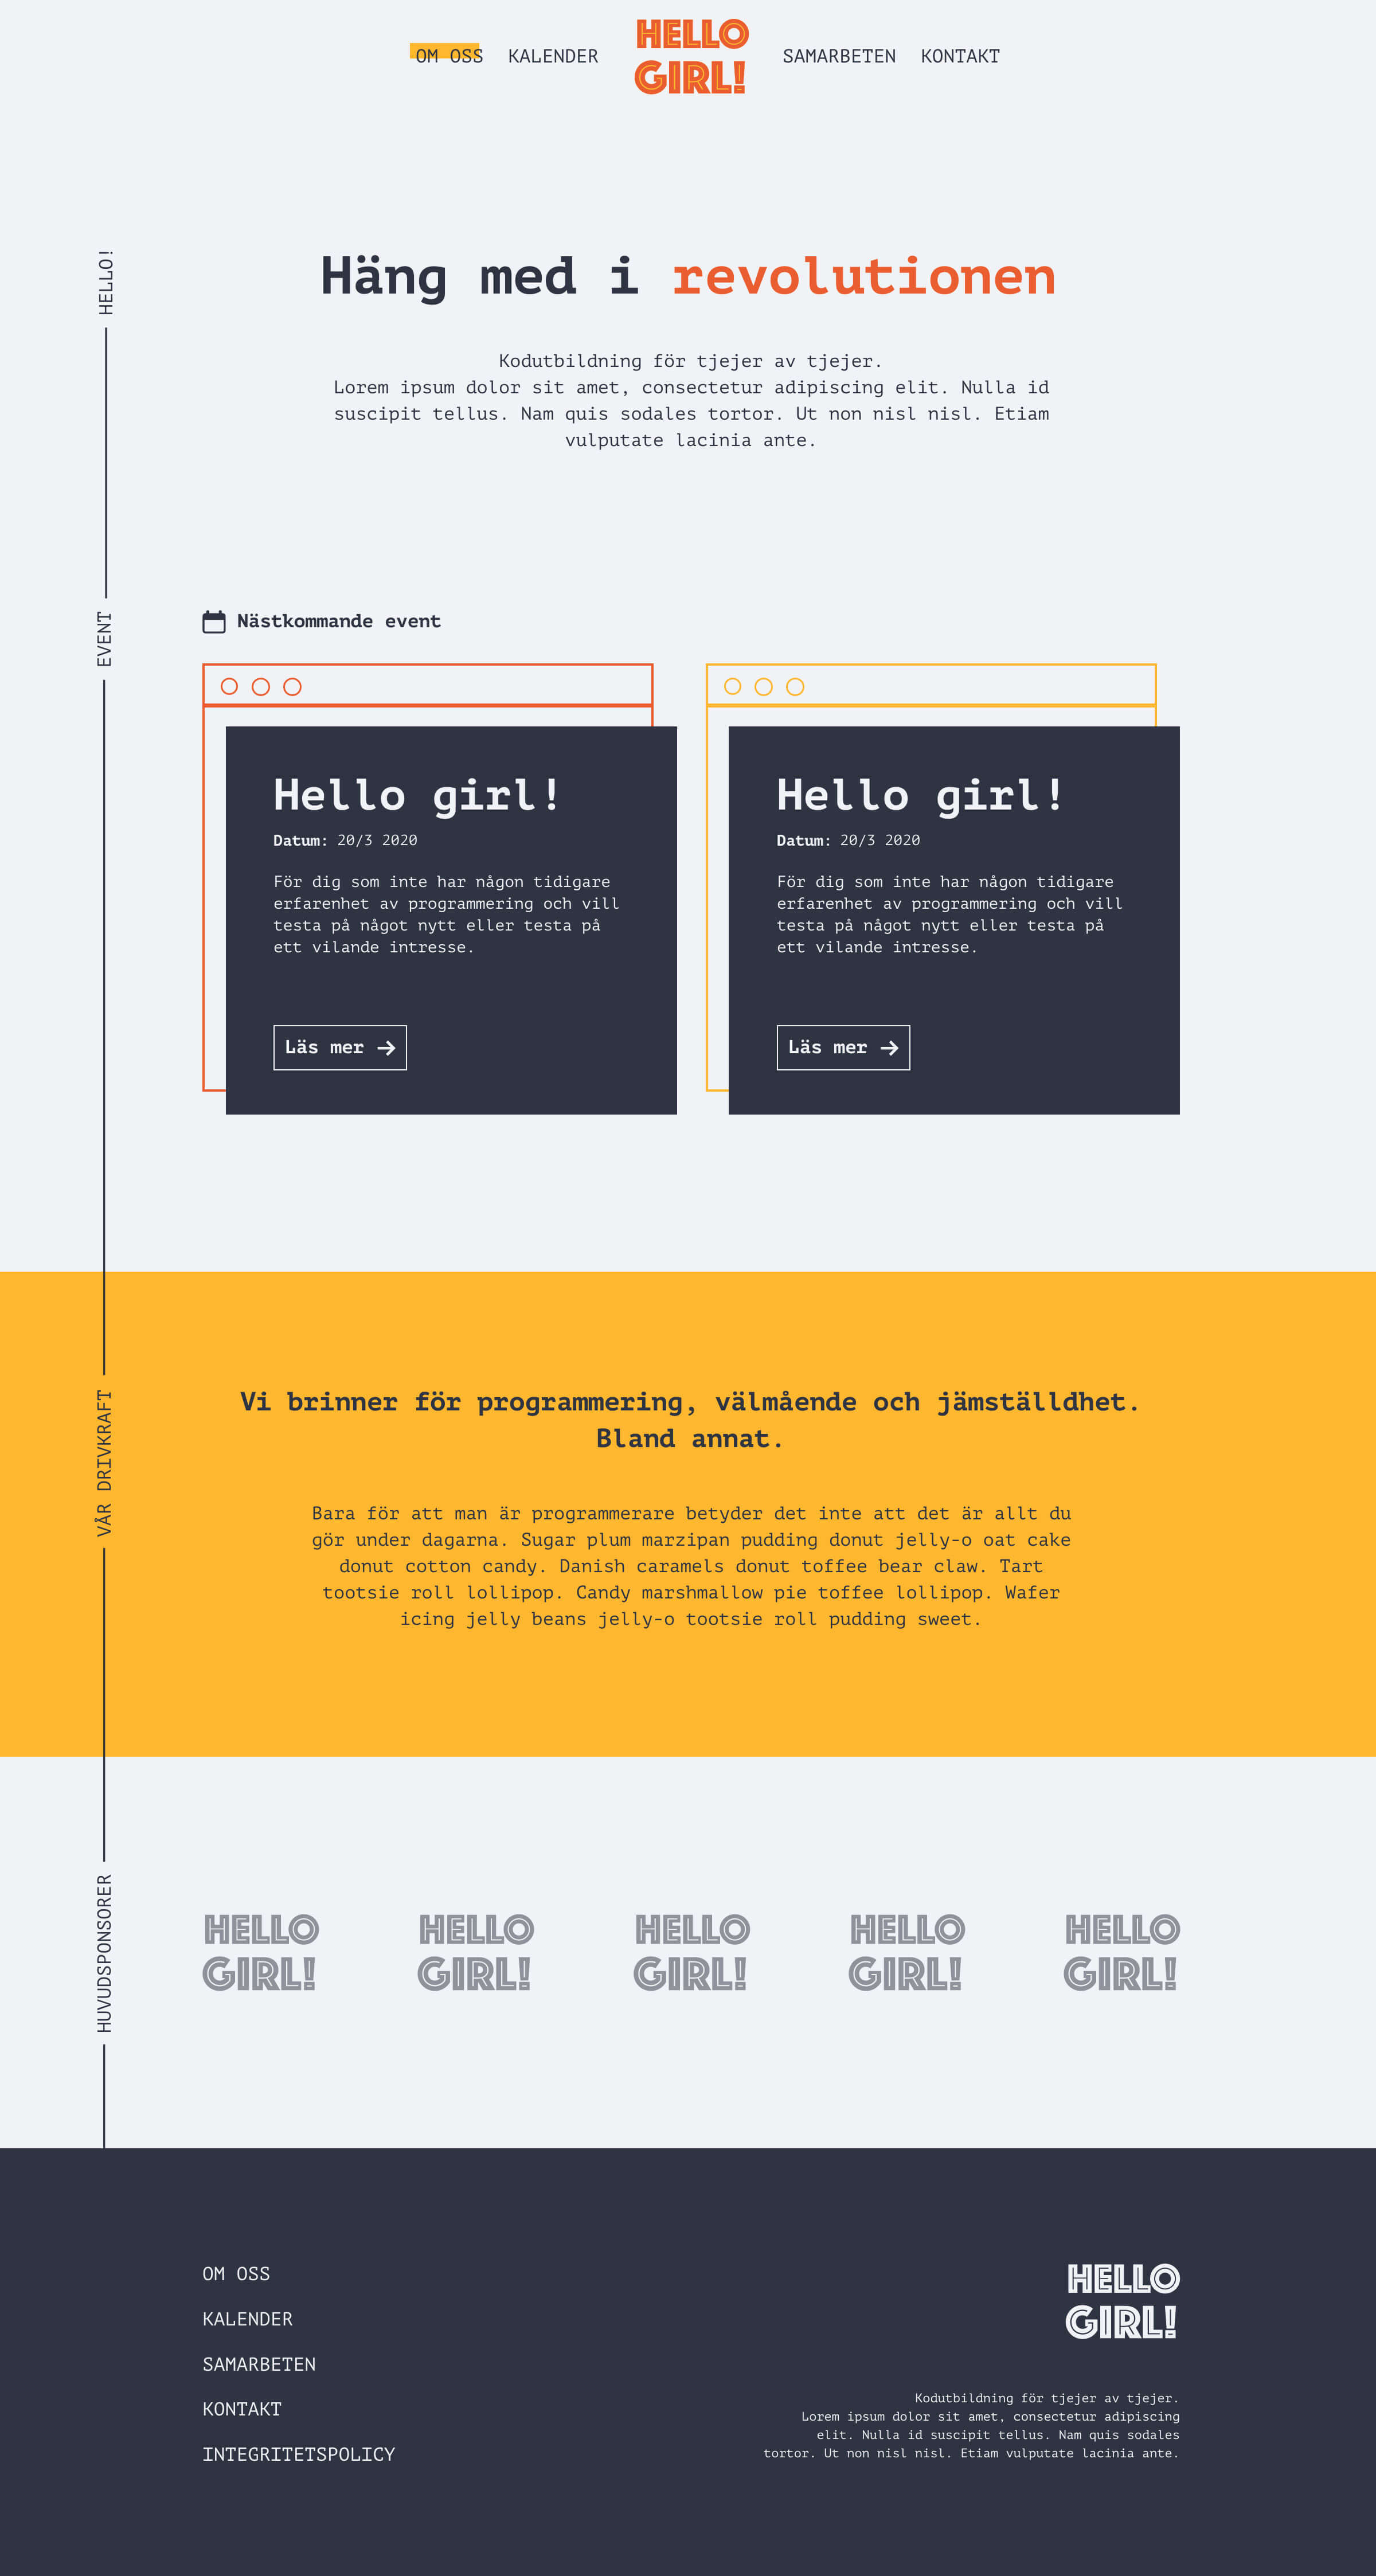 OM OSS
KALENDER
HELLO
GIRL!
SAMARBETEN
KONTAKT
HELLO!
Häng med i revolutionen
Kodutbildning för tjejer av tjejer.
Lorem ipsum dolor sit amet, consectetur adipiscing elit. Nulla id
suscipit tellus. Nam quis sodales tortor. Ut non nisl nisl. Etiam
vulputate lacinia ante.
EVENT
Nästkommande event
Hello girl!
Datum: 20/3 2020
För dig som inte har någon tidigare
erfarenhet av programmering och vill
testa på något nytt eller testa på
ett vilande intresse.
Läs mer →
Hello girl!
Datum: 20/3 2020
För dig som inte har någon tidigare
erfarenhet av programmering och vill
testa på något nytt eller testa på
ett vilande intresse.
Läs mer →
VÅR DRIVKRAFT
Vi brinner för programmering, välmående och jämställdhet.
Bland annat.
Bara för att man är programmerare betyder det inte att det är allt du
gör under dagarna. Sugar plum marzipan pudding donut jelly-o oat cake
donut cotton candy. Danish caramels donut toffee bear claw. Tart
tootsie roll lollipop. Candy marshmallow pie toffee lollipop. Wafer
icing jelly beans jelly-o tootsie roll pudding sweet.
HUVUDSPONSORER
HELLO
GIRL!
HELLO
GIRL!
HELLO
GIRL!
HELLO
GIRL!
HELLO
GIRL!
OM OSS
KALENDER
SAMARBETEN
KONTAKT
INTEGRITETSPOLICY
HELLO
GIRL!
Kodutbildning för tjejer av tjejer.
Lorem ipsum dolor sit amet, consectetur adipiscing
elit. Nulla id suscipit tellus. Nam quis sodales
tortor. Ut non nisl nisl. Etiam vulputate lacinia ante.